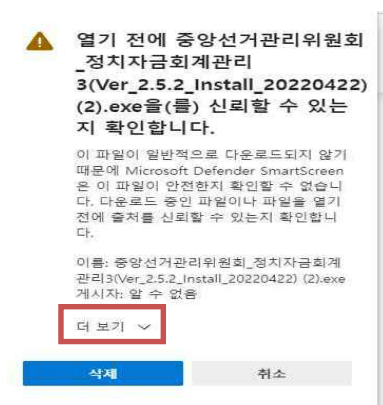 열기 전에 중앙선거관리위원회
_정치자금회계관리
3(Ver_2.5.2_Install_20220422)
(2).exe을(를) 신뢰할 수 있는
지 확인합니다.
이 파일이 일반적으로 다운로드되지 않기
때문에 Microsoft Defender SmartScreen
은 이 파일이 안전한지 확인할 수 없습니
다. 다운로드 중인 파일이나 파일을 열기
전에 출처를 신뢰할 수 있는지 확인합니
다.
이름: 중앙선거관리위원회_정치자금회계
관리3(Ver_2.5.2_Install_20220422) (2).exe
게시자: 알 수 없음
더 보기
삭제
취소